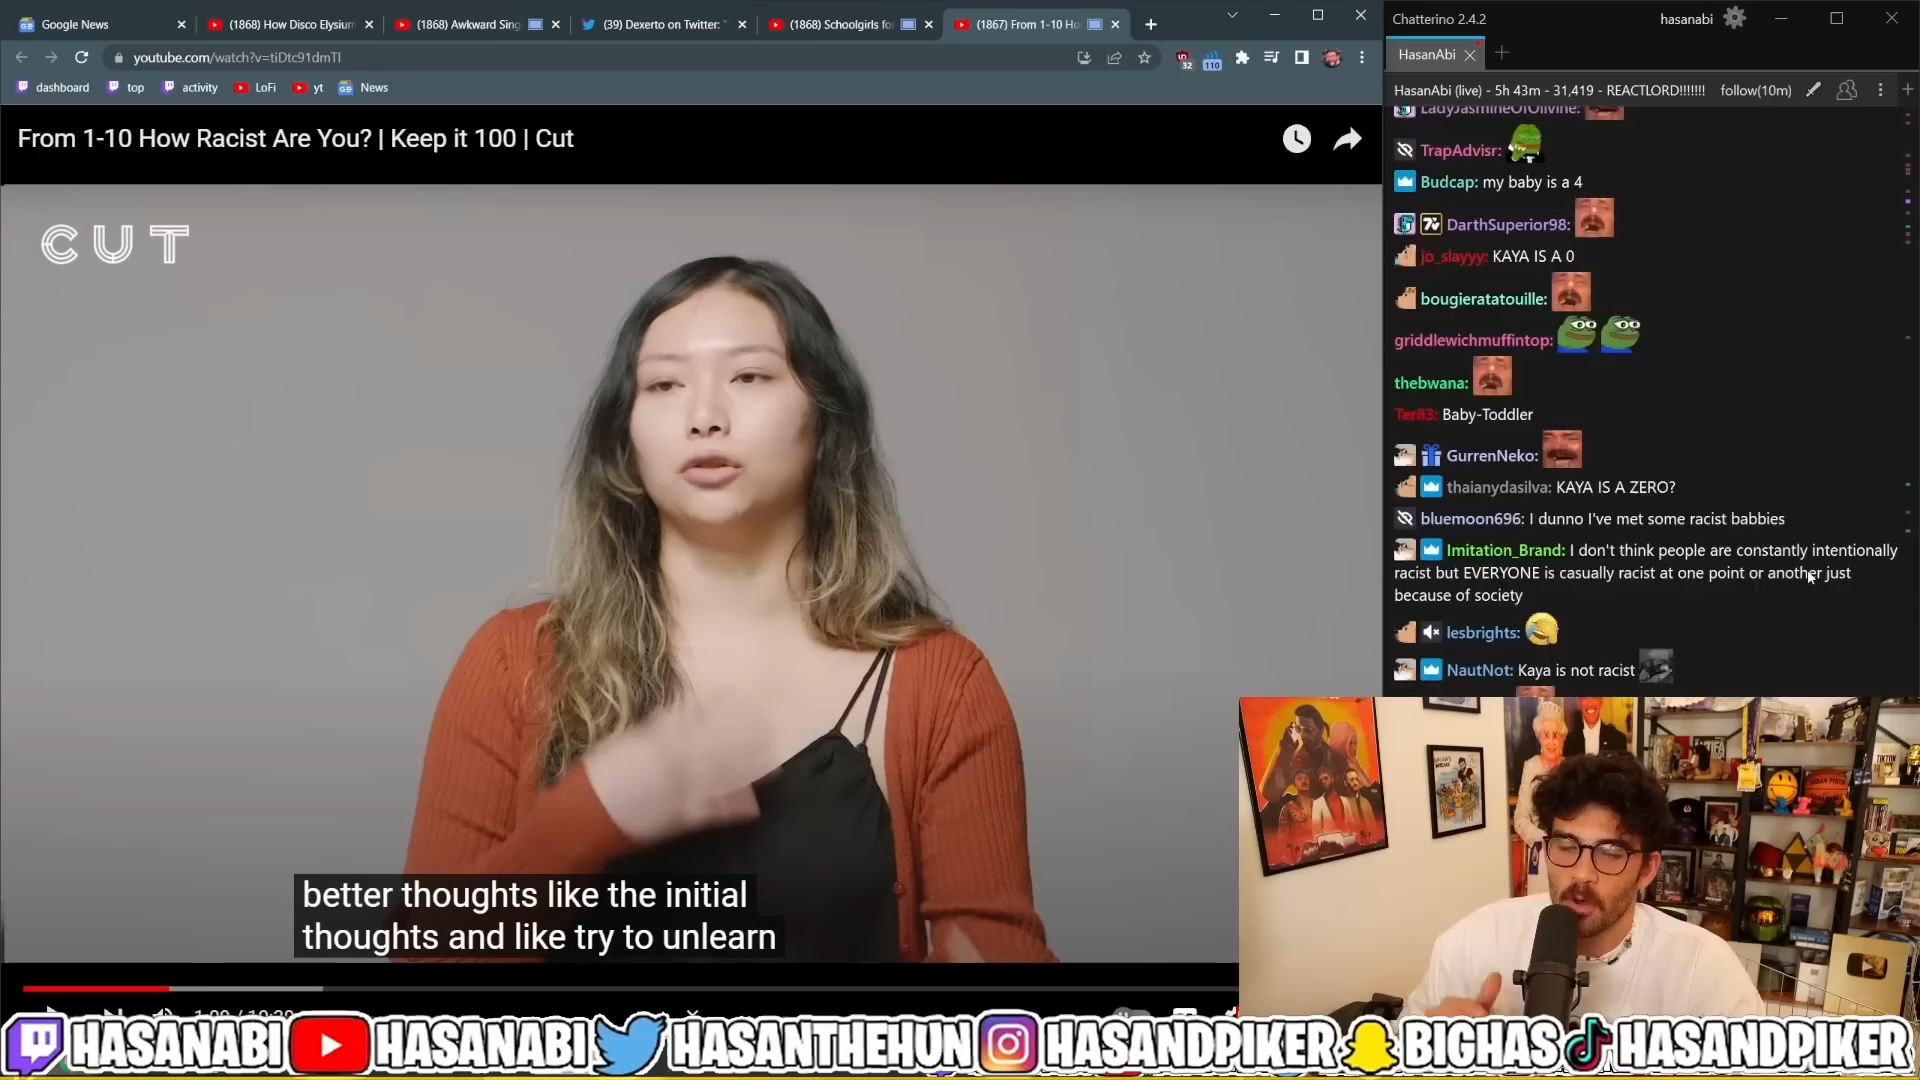 Google News
(1868) How Disco Elysium
(1868) Awkward Sing
(39) Dexerto on Twitter: "
(1868) Schoolgirls fo
(1867) From 1-10 Ho
youtube.com/watch?v=tiDtc91dmTI
32
110
dashboard
top
activity
LoFi
yt
News
From 1-10 How Racist Are You? | Keep it 100 | Cut
CUT
better thoughts like the initial
thoughts and like try to unlearn
Chatterino 2.4.2
hasanabi
HasanAbi
HasanAbi (live) - 5h 43m - 31,419 - REACTLORD!!!!!!!
follow(10m)
LadyJasmineOfOlivine:
TrapAdvisr:
Budcap: my baby is a 4
DarthSuperior98:
jo_slayyy: KAYA IS A 0
bougieratatouille:
griddlewichmuffintop:
thebwana:
Ter83: Baby-Toddler
GurrenNeko:
thaianydasilva: KAYA IS A ZERO?
bluemoon696: I dunno I've met some racist babbies
Imitation_Brand: I don't think people are constantly intentionally
racist but EVERYONE is casually racist at one point or another just
because of society
lesbrights:
NautNot: Kaya is not racist
HASANABI
HASANABI
HASANTHEHUN
HASANDPIKER
BIGHAS
HASANDPIKER